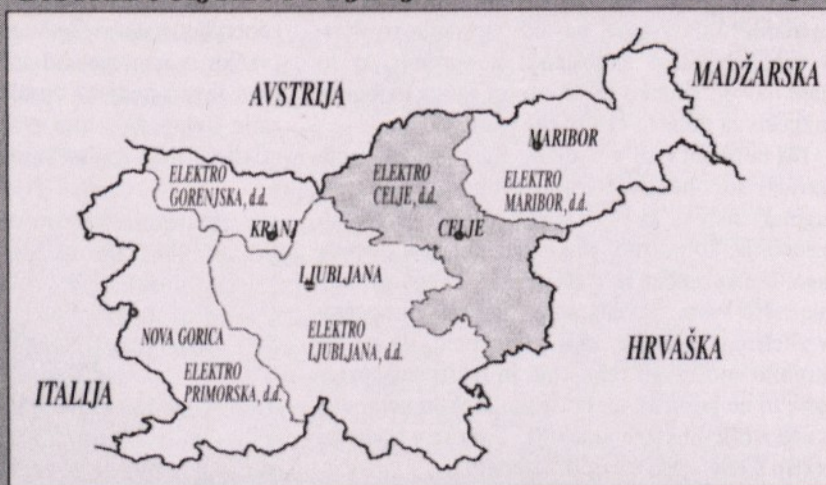 AVSTRIJA
MADŽARSKA
MARIBOR
ELEKTRO
MARIBOR, d.d.
ELEKTRO
CELJE, d.d.
CELJE
ELEKTRO
GORENJSKA, d.d.
KRANJ
LJUBLJANA
ELEKTRO
LJUBLJANA, d.d.
NOVA GORICA
ELEKTRO
PRIMORSKA, d.d.
ITALIJA
HRVAŠKA